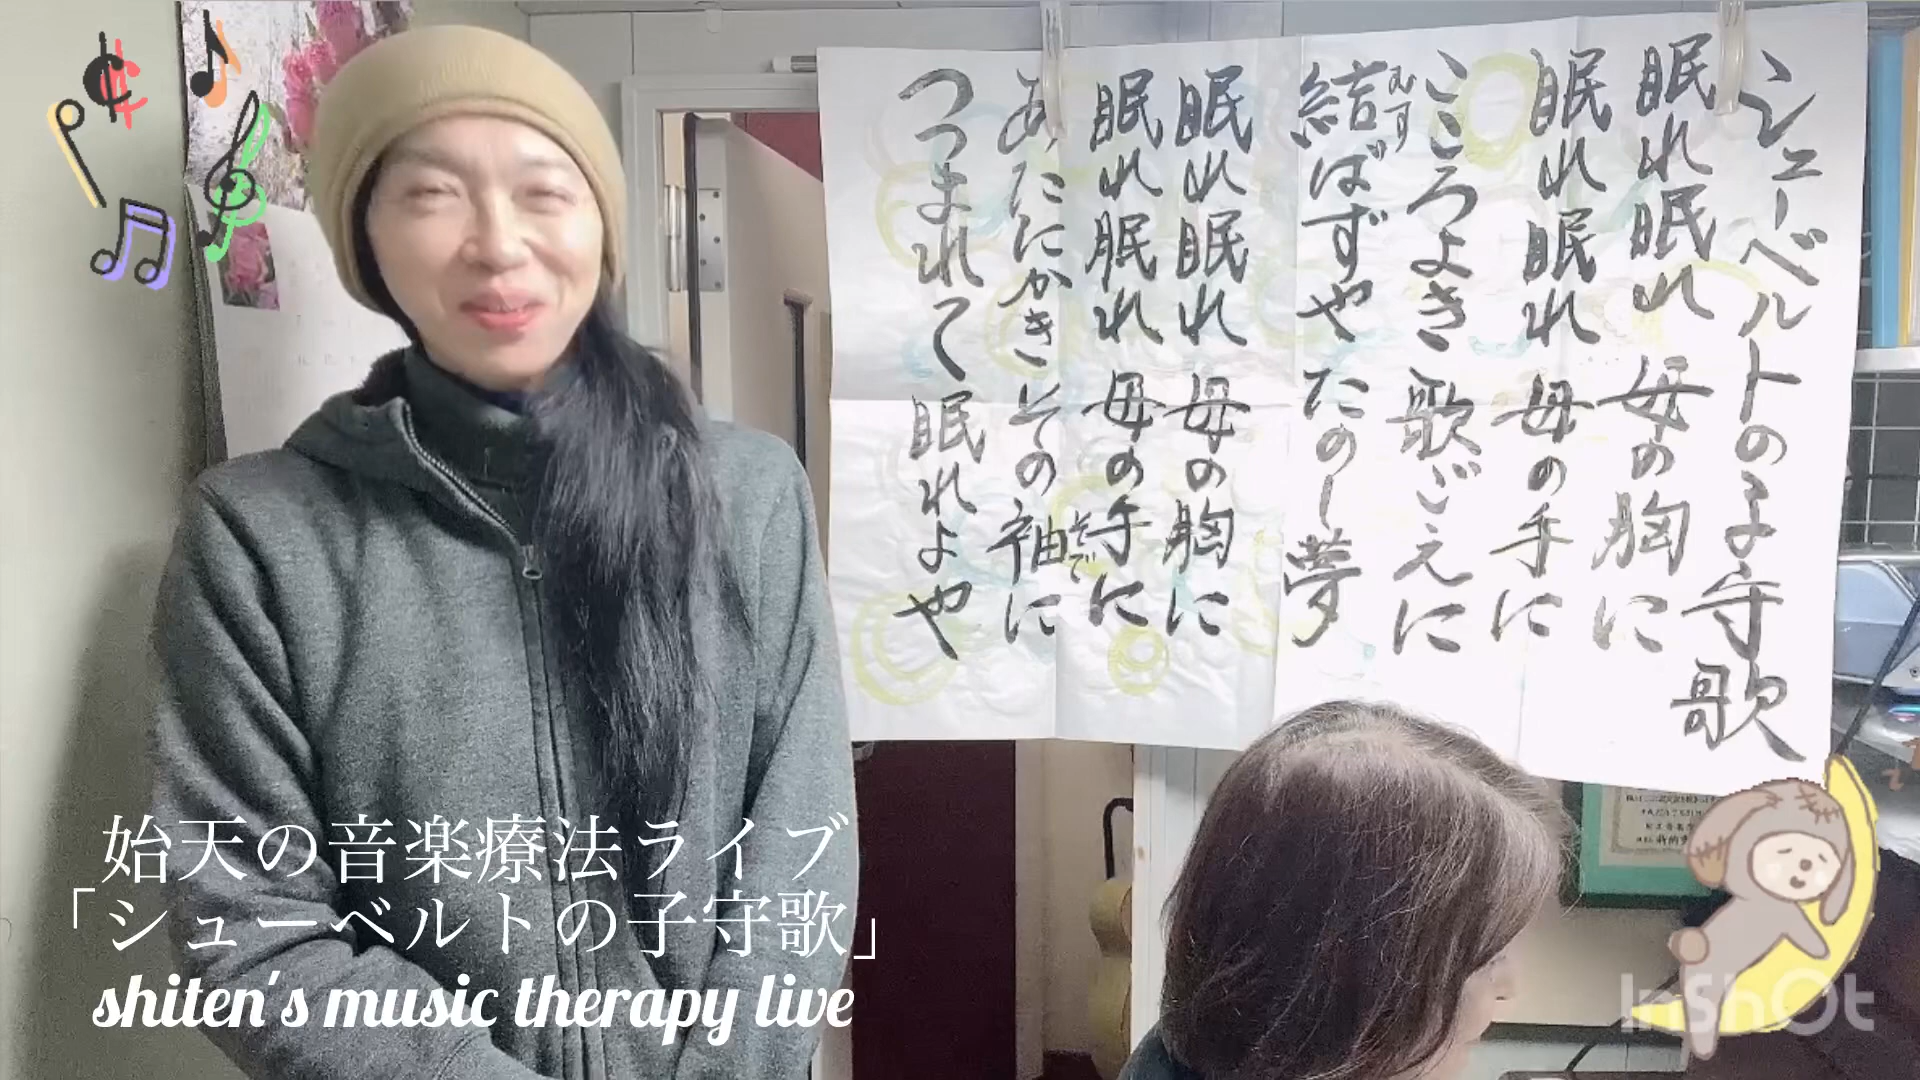 シューベルトの子守歌
眠れ眠れ 母の胸に
眠れ眠れ 母の手に
こころよき 歌ごえに
結ばずや たのし夢
むす
眠れ眠れ 母の胸に
眠れ眠れ 母の手に
あたたかき その袖に
そで
つつまれて 眠れよや
始天の音楽療法ライブ
「シューベルトの子守歌」
shiten's music therapy live
InShOt